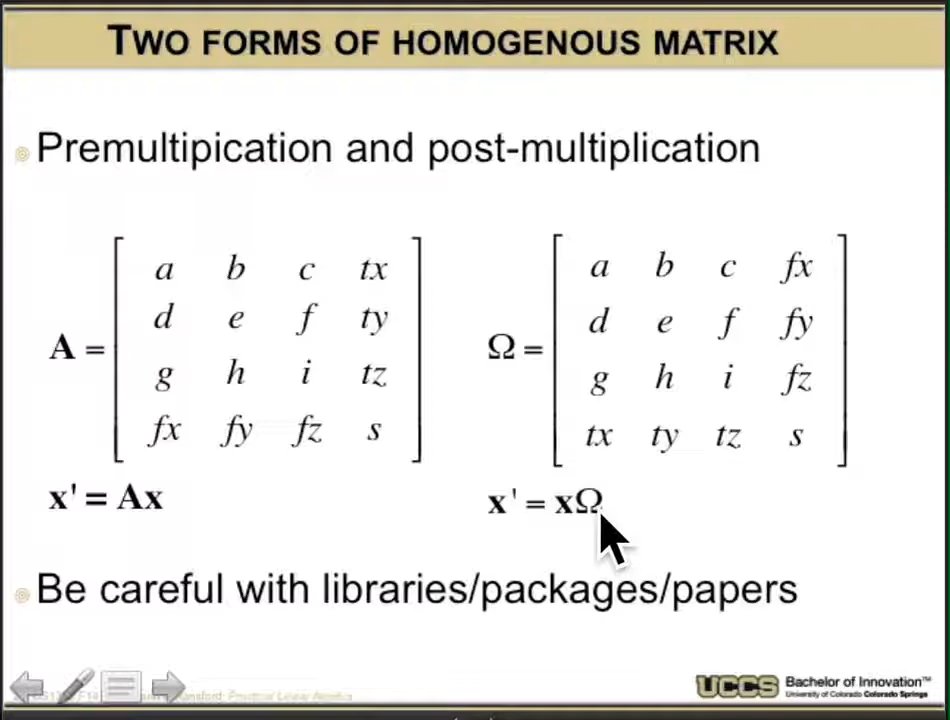 TWO FORMS OF HOMOGENOUS MATRIX
Premultipication and post-multiplication
A = [ a b c tx
d e f ty
g h i tz
fx fy fz s ]
x' = Ax
Ω = [ a b c fx
d e f fy
g h i fz
tx ty tz s ]
x' = xΩ
Be careful with libraries/packages/papers
UCCS Bachelor of Innovation™
University of Colorado Colorado Springs